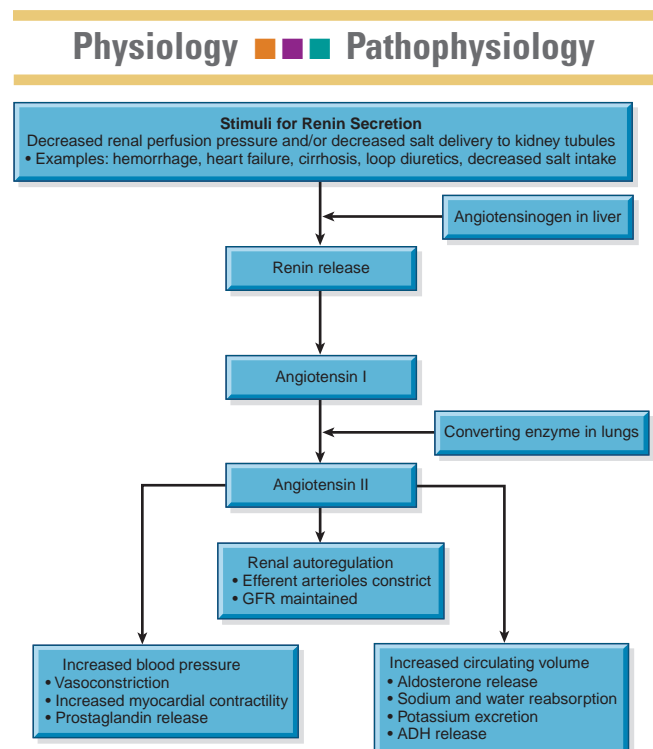 Physiology Pathophysiology
Stimuli for Renin Secretion
Decreased renal perfusion pressure and/or decreased salt delivery to kidney tubules
• Examples: hemorrhage, heart failure, cirrhosis, loop diuretics, decreased salt intake
Angiotensinogen in liver
Renin release
Angiotensin I
Converting enzyme in lungs
Angiotensin II
Renal autoregulation
• Efferent arterioles constrict
• GFR maintained
Increased blood pressure
• Vasoconstriction
• Increased myocardial contractility
• Prostaglandin release
Increased circulating volume
• Aldosterone release
• Sodium and water reabsorption
• Potassium excretion
• ADH release